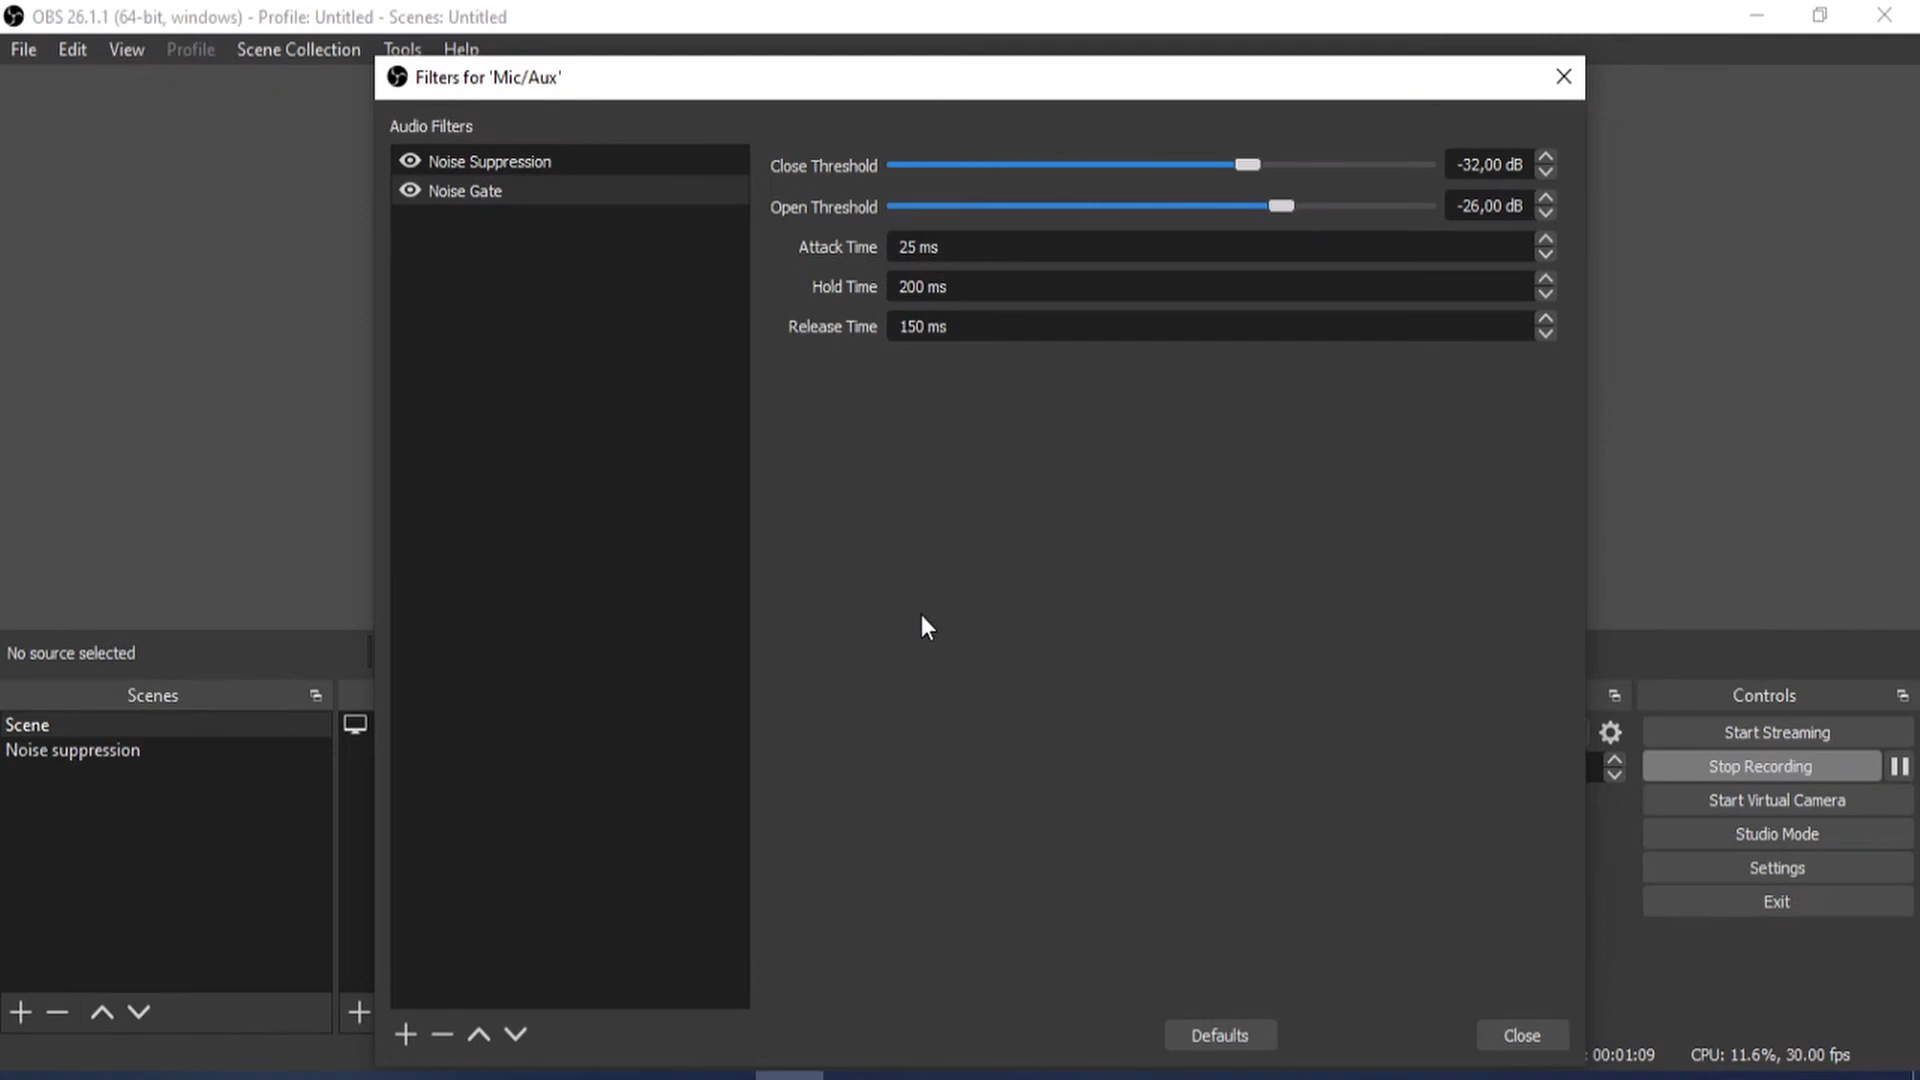 OBS 26.1.1 (64-bit, windows) - Profile: Untitled - Scenes: Untitled
File Edit View Profile Scene Collection Tools Help
Filters for 'Mic/Aux'
Audio Filters
Noise Suppression
Noise Gate
Close Threshold -32,00 dB
Open Threshold -26,00 dB
Attack Time 25 ms
Hold Time 200 ms
Release Time 150 ms
No source selected
Scenes
Scene
Noise suppression
Controls
Start Streaming
Stop Recording
Start Virtual Camera
Studio Mode
Settings
Exit
Defaults
Close
: 00:01:09 CPU: 11.6%, 30.00 fps